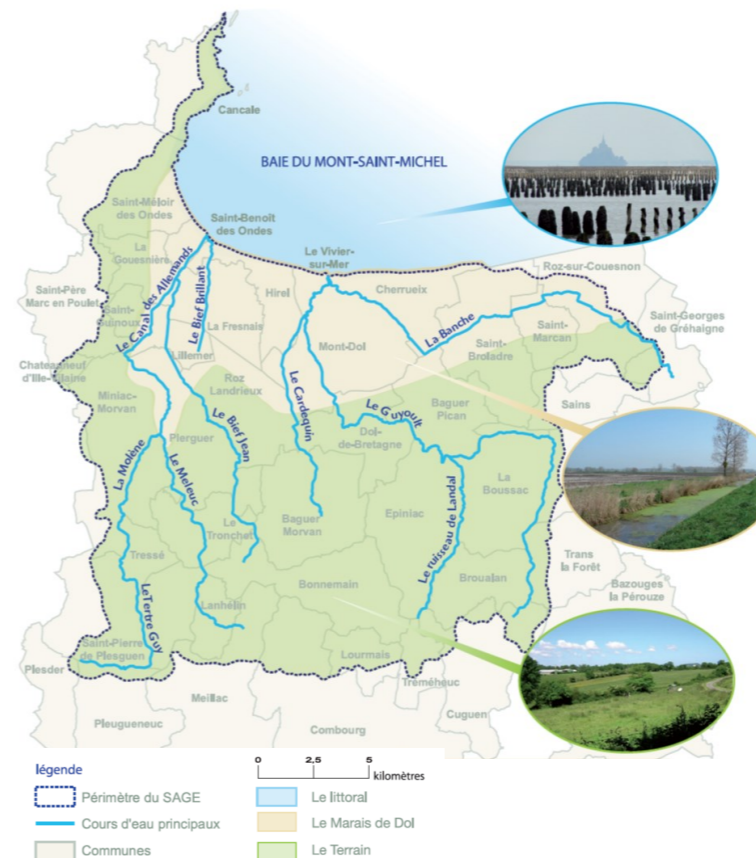 Cancale
BAIE DU MONT-SAINT-MICHEL
Saint-Méloir
des Ondes
Saint-Benoît
des Ondes
La
Gouesnière
Le Vivier-
sur-Mer
Roz-sur-Couesnon
Saint-Père
Marc en Poulet
Hirel
Cherrueix
Saint-Georges
de Gréhaigne
Saint-
Guinoux
Le Canal des Allemands
Le Bief Brillant
La Fresnais
La Banche
Saint-
Marcan
Mont-Dol
Saint-
Broladre
Chateauneuf
d'Ille-Vilaine
Lillemer
Roz
Landrieux
Miniac-
Morvan
Le Cardequin
Baguer
Pican
Sains
Le Guyoult
Le Bief Jean
Plerguer
Dol-
de-Bretagne
La Molène
Le Meleuc
La
Boussac
Le
Tronchet
Baguer
Morvan
Epiniac
Le ruisseau de Landal
Tressé
Trans
la Forêt
Bonnemain
Broualan
Bazouges
la Pérouze
Le Tertre Guy
Lanhélin
Saint-Pierre
de Plesguen
Lourmais
Plesder
Treméheuc
Meillac
Cuguen
Pleugueneuc
Combourg
légende
0 2,5 5
kilomètres
Périmètre du SAGE
Le littoral
Cours d'eau principaux
Le Marais de Dol
Communes
Le Terrain